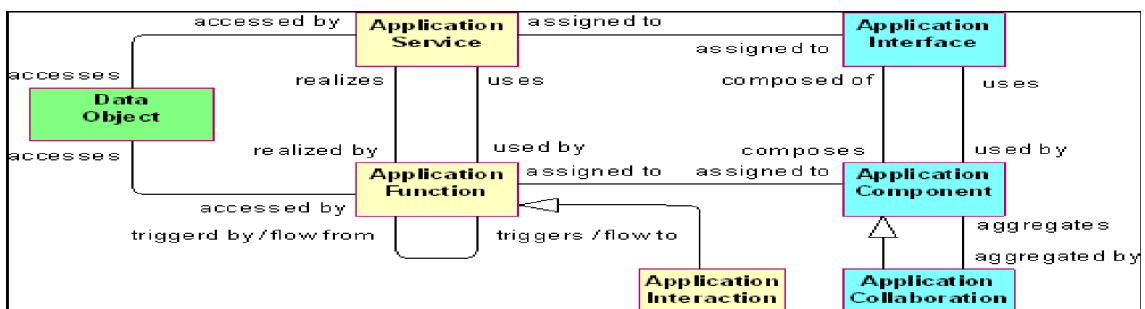 accessed by
Application
Service
assigned to
assigned to
Application
Interface
accesses
realizes
uses
composed of
uses
Data
Object
accesses
realized by
used by
composes
used by
Application
Function
assigned to
assigned to
Application
Component
accessed by
triggerd by / flow from
triggers / flow to
aggregates
aggregated by
Application
Interaction
Application
Collaboration